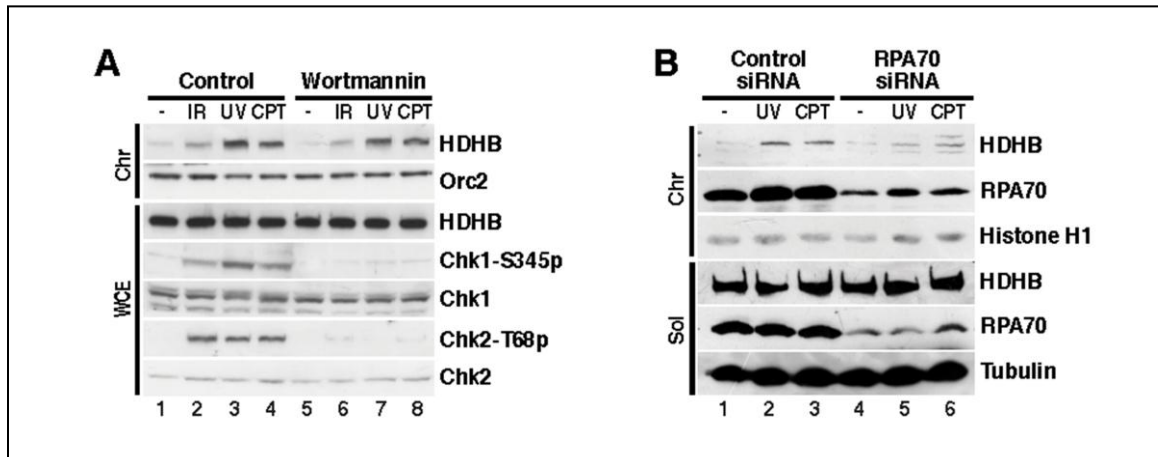 A
Control Wortmannin
- IR UV CPT - IR UV CPT
Chr
HDHB
Orc2
WCE
HDHB
Chk1-S345p
Chk1
Chk2-T68p
Chk2
1 2 3 4 5 6 7 8
B
Control siRNA
RPA70 siRNA
- UV CPT - UV CPT
Chr
HDHB
RPA70
Histone H1
Sol
HDHB
RPA70
Tubulin
1 2 3 4 5 6